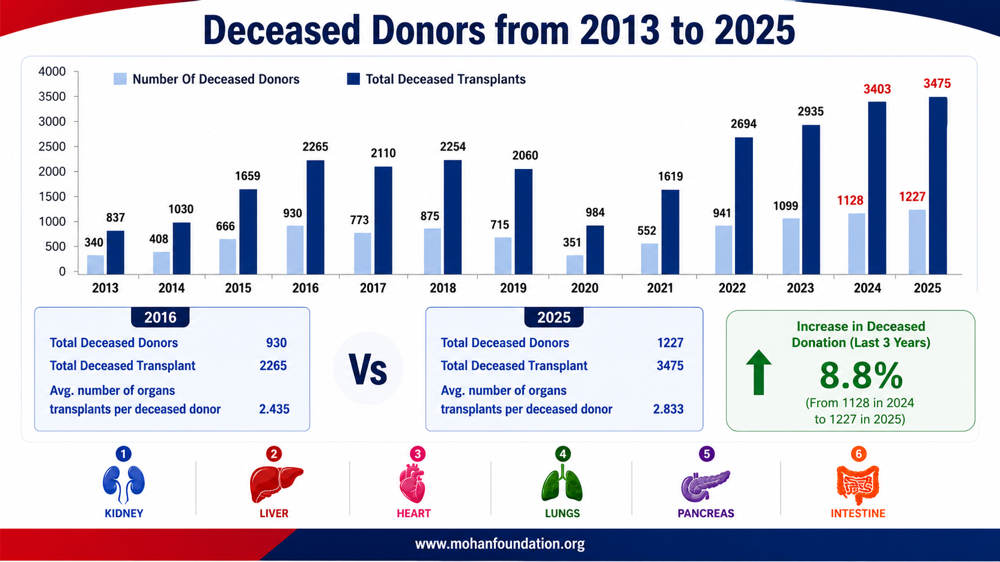 Deceased Donors from 2013 to 2025
Number Of Deceased Donors
Total Deceased Transplants
4000
3500
3000
2500
2000
1500
1000
500
0
340 837
408 1030
666 1659
930 2265
773 2110
875 2254
715 2060
351 984
552 1619
941 2694
1099 2935
1128 3403
1227 3475
2013 2014 2015 2016 2017 2018 2019 2020 2021 2022 2023 2024 2025
2016
Total Deceased Donors 930
Total Deceased Transplant 2265
Avg. number of organs
transplants per deceased donor 2.435
Vs
2025
Total Deceased Donors 1227
Total Deceased Transplant 3475
Avg. number of organs
transplants per deceased donor 2.833
Increase in Deceased
Donation (Last 3 Years)
8.8%
(From 1128 in 2024
to 1227 in 2025)
1
KIDNEY
2
LIVER
3
HEART
4
LUNGS
5
PANCREAS
6
INTESTINE
www.mohanfoundation.org